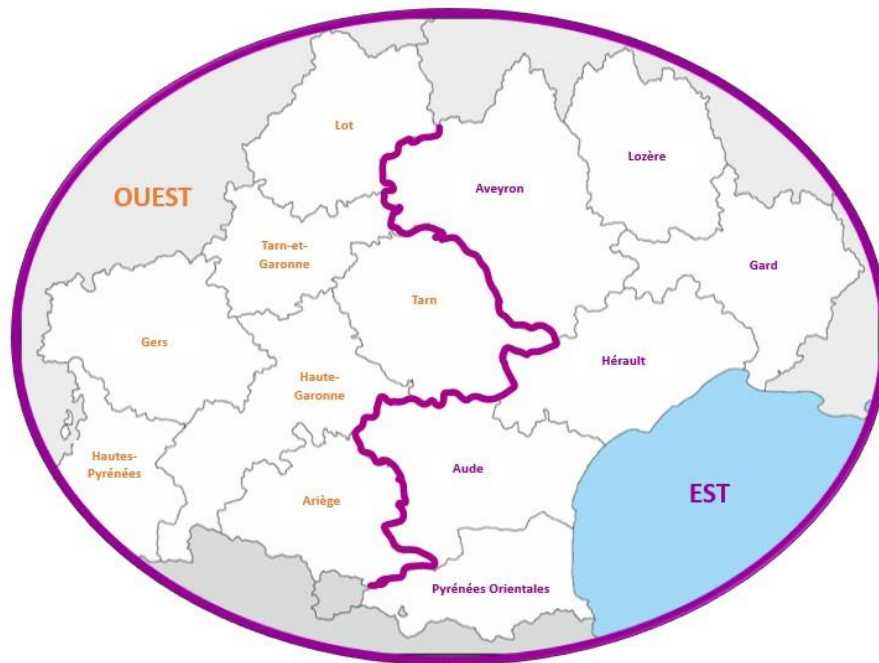 Lot
Lozère
Aveyron
OUEST
Tarn-et-
Garonne
Gard
Tarn
Gers
Hérault
Haute-
Garonne
Hautes-
Pyrénées
Aude
EST
Ariège
Pyrénées Orientales